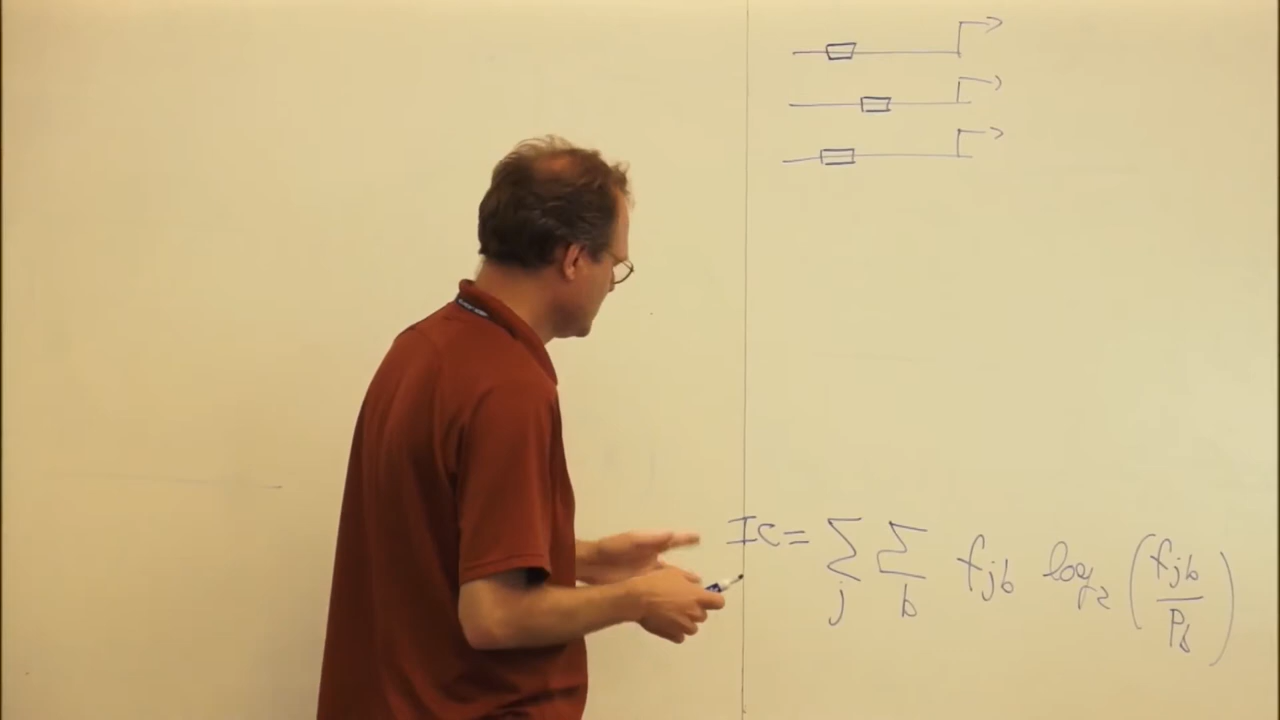 IC = Σ_j Σ_b f_jb log_2 (f_jb / P_b)